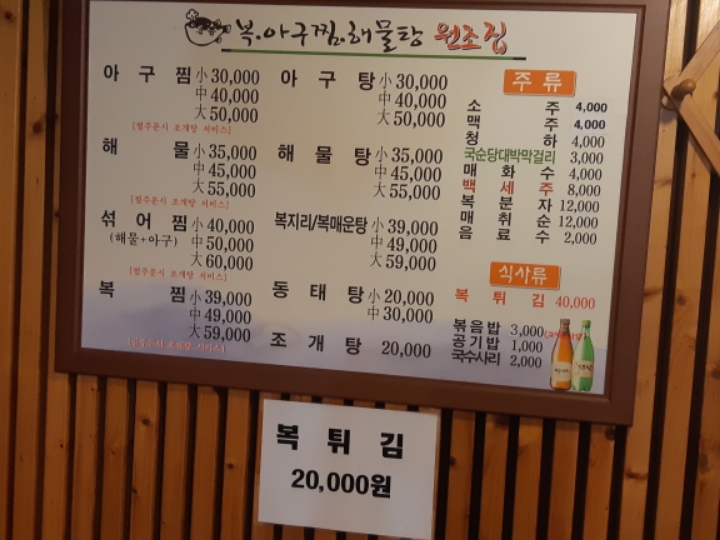 복.아구찜.해물탕 원조집
아 구 찜 小 30,000
中 40,000
大 50,000
해 물 小 35,000
中 45,000
大 55,000
섞 어 찜 小 40,000
(해물+아구) 中 50,000
大 60,000
복 찜 小 39,000
中 49,000
大 59,000
아 구 탕 小 30,000
中 40,000
大 50,000
해 물 탕 小 35,000
中 45,000
大 55,000
복지리/복매운탕 小 39,000
中 49,000
大 59,000
동 태 탕 小 20,000
中 30,000
조 개 탕 20,000
주 류
소 주 4,000
맥 주 4,000
청 하 4,000
국순당대박막걸리 3,000
매 화 수 4,000
백 세 주 8,000
복 분 자 12,000
매 취 순 12,000
음 료 수 2,000
식사류
복 튀 김 40,000
볶음밥 3,000
공기밥 1,000
국수사리 2,000
복 튀 김
20,000원